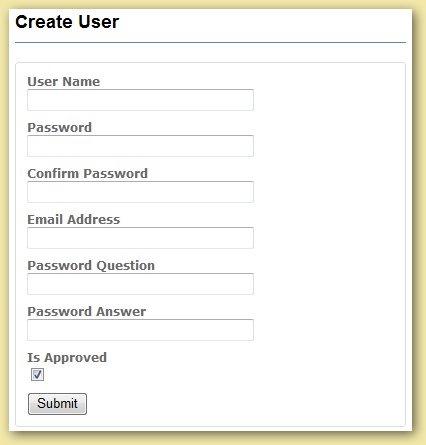 Create User
User Name
Password
Confirm Password
Email Address
Password Question
Password Answer
Is Approved
Submit